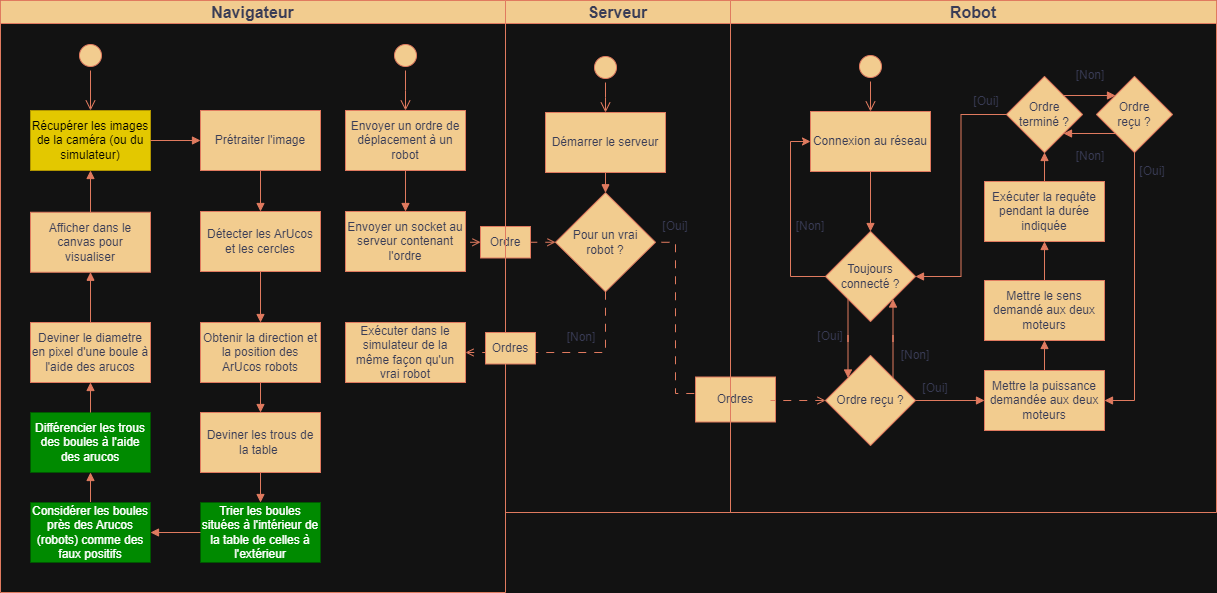 Navigateur
Serveur
Robot
Récupérer les images
de la caméra (ou du
simulateur)
Prétraiter l'image
Détecter les ArUcos
et les cercles
Obtenir la direction et
la position des
ArUcos robots
Deviner les trous de
la table
Trier les boules
situées à l'intérieur de
la table de celles à
l'extérieur
Considérer les boules
près des Arucos
(robots) comme des
faux positifs
Différencier les trous
des boules à l'aide
des arucos
Deviner le diametre
en pixel d'une boule à
l'aide des arucos
Afficher dans le
canvas pour
visualiser
Envoyer un ordre de
déplacement à un
robot
Envoyer un socket au
serveur contenant
l'ordre
Ordre
Exécuter dans le
simulateur de la
même façon qu'un
vrai robot
Ordres
Démarrer le serveur
Pour un vrai
robot ?
[Oui]
[Non]
Ordres
Connexion au réseau
Toujours
connecté ?
[Non]
[Oui]
[Non]
Ordre reçu ?
[Oui]
Mettre la puissance
demandée aux deux
moteurs
Mettre le sens
demandé aux deux
moteurs
Exécuter la requête
pendant la durée
indiquée
Ordre
terminé ?
[Oui]
[Non]
Ordre
reçu ?
[Non]
[Oui]